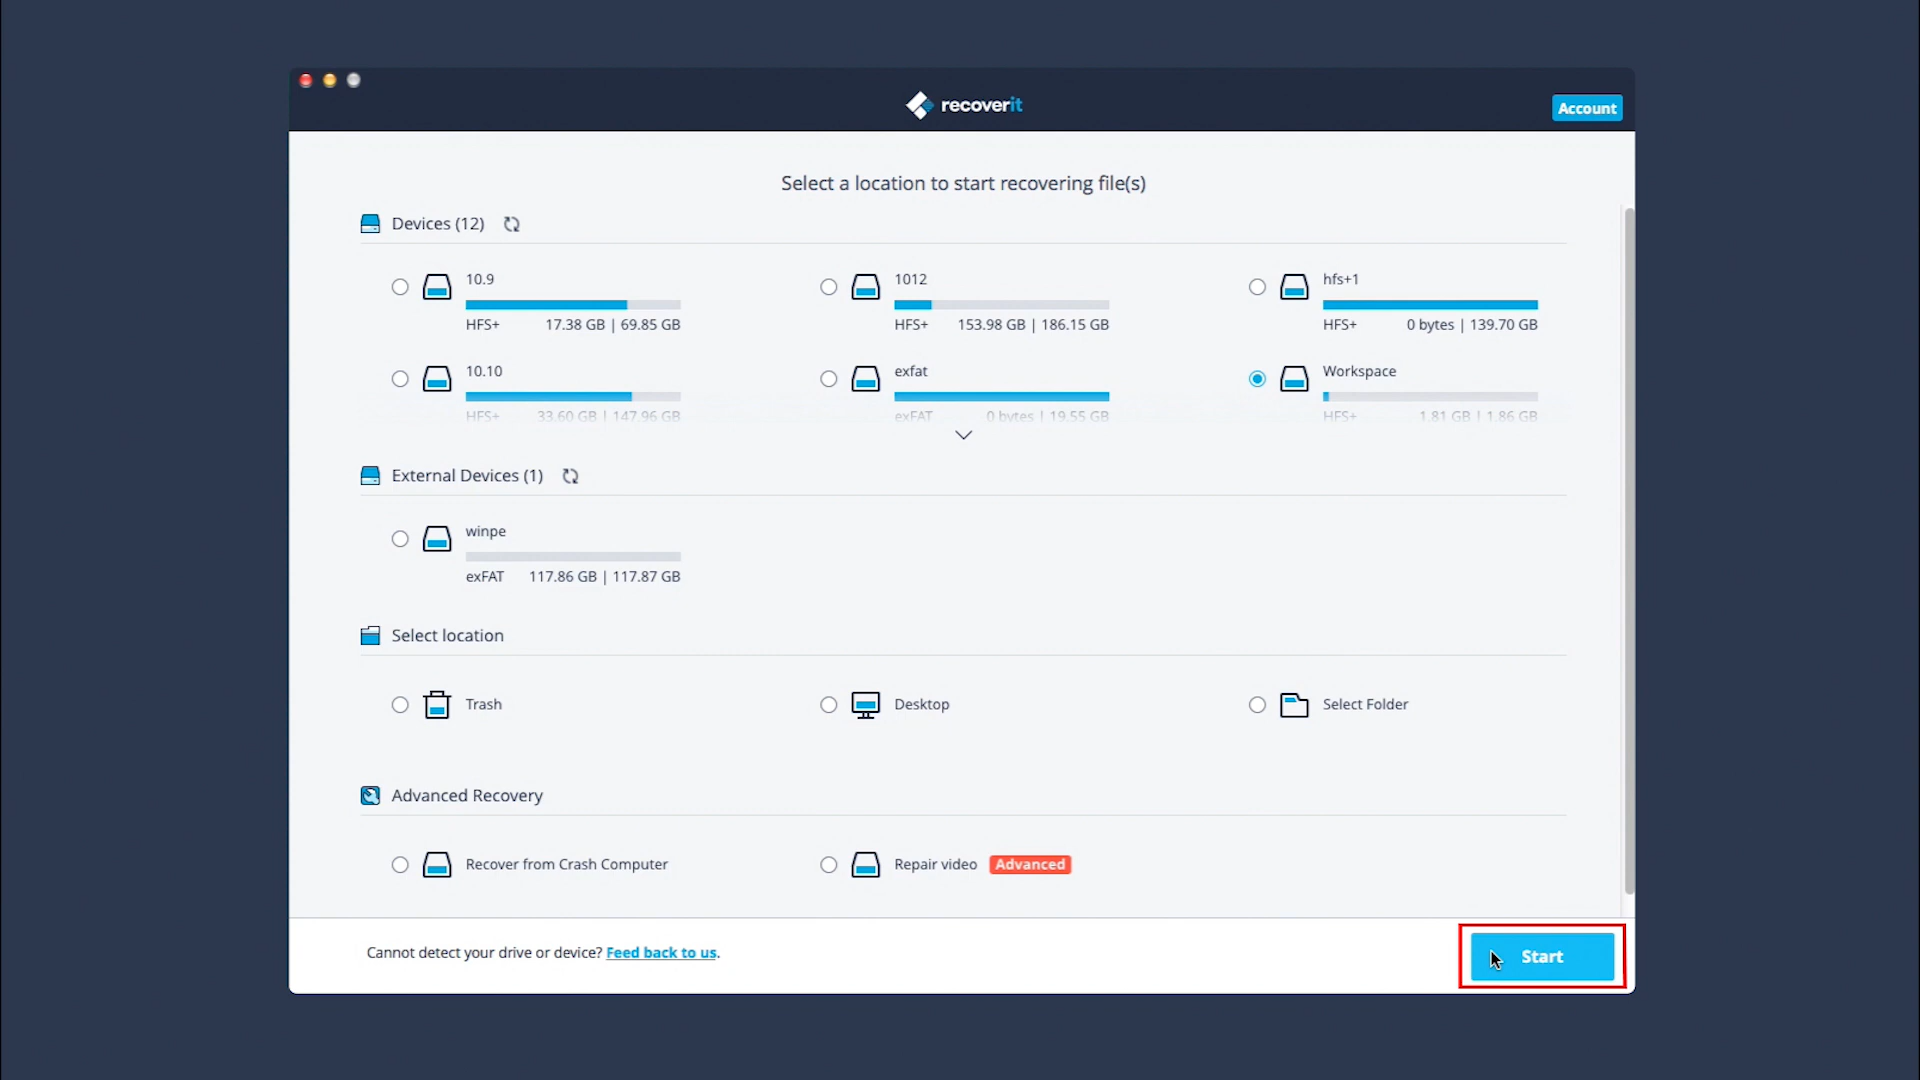 recoverit
Account
Select a location to start recovering file(s)
Devices (12)
10.9
HFS+ 17.38 GB | 69.85 GB
1012
HFS+ 153.98 GB | 186.15 GB
hfs+1
HFS+ 0 bytes | 139.70 GB
10.10
HFS+ 33.60 GB | 147.96 GB
exfat
exFAT 0 bytes | 19.55 GB
Workspace
HFS+ 1.81 GB | 1.86 GB
External Devices (1)
winpe
exFAT 117.86 GB | 117.87 GB
Select location
Trash
Desktop
Select Folder
Advanced Recovery
Recover from Crash Computer
Repair video Advanced
Cannot detect your drive or device? Feed back to us.
Start